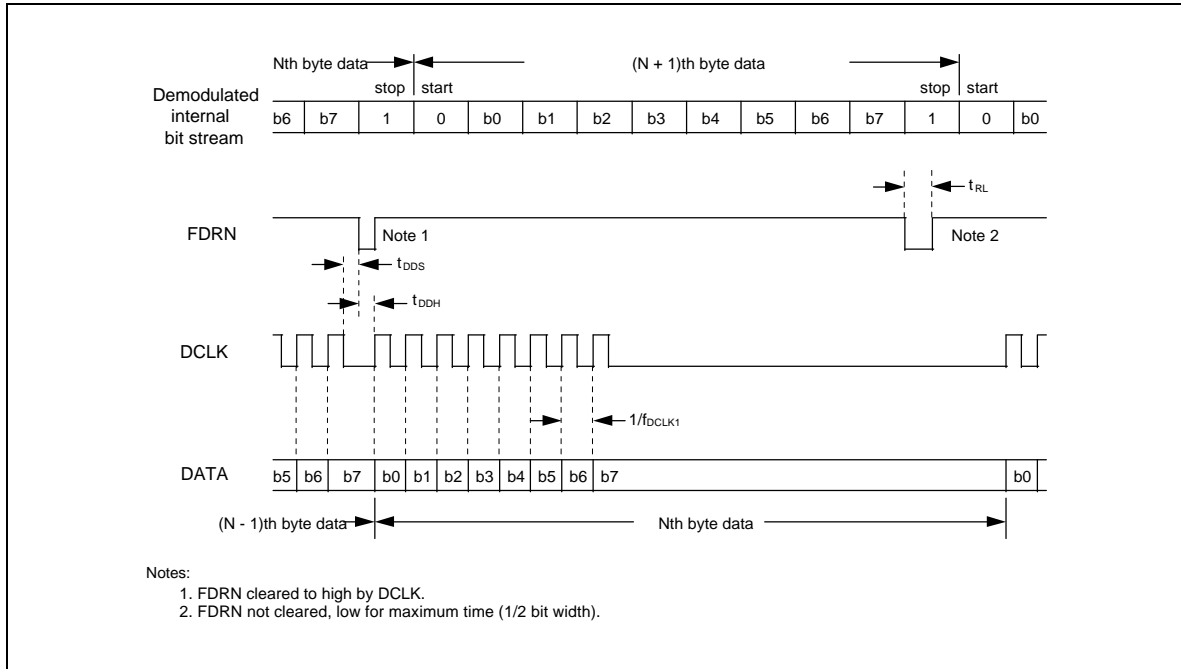 Nth byte data (N + 1)th byte data
stop start stop start
Demodulated
internal
bit stream
b6 b7 1 0 b0 b1 b2 b3 b4 b5 b6 b7 1 0 b0
tRL
FDRN Note 1 Note 2
tDDS
tDDH
DCLK
1/fDCLK1
DATA
b5 b6 b7 b0 b1 b2 b3 b4 b5 b6 b7 b0
(N - 1)th byte data Nth byte data
Notes:
1. FDRN cleared to high by DCLK.
2. FDRN not cleared, low for maximum time (1/2 bit width).